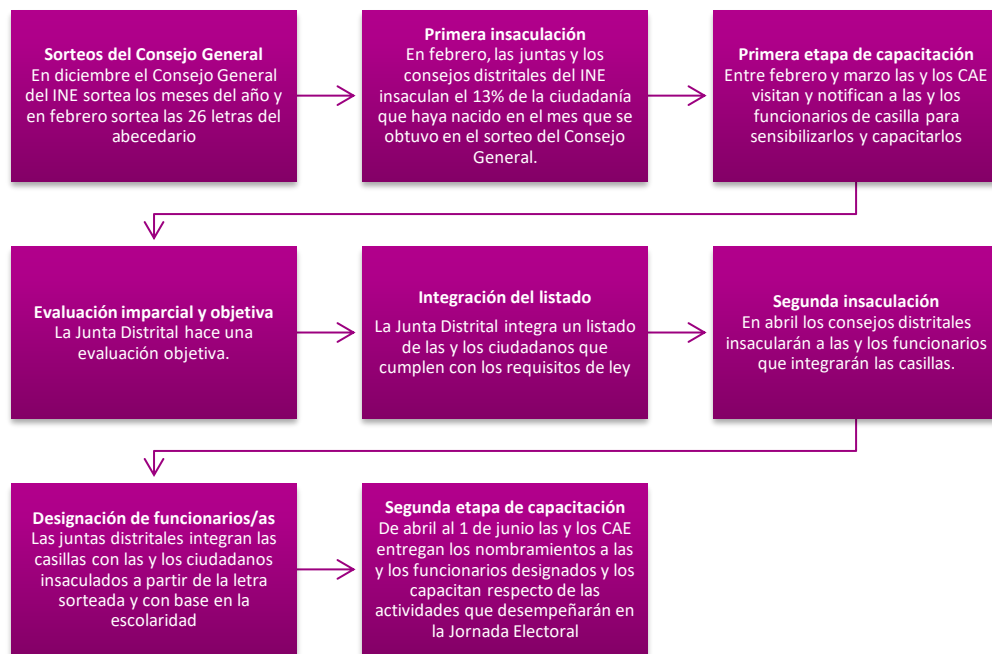 Sorteos del Consejo General
En diciembre el Consejo General
del INE sortea los meses del año y
en febrero sortea las 26 letras del
abecedario
Primera insaculación
En febrero, las juntas y los
consejos distritales del INE
insaculan el 13% de la ciudadanía
que haya nacido en el mes que se
obtuvo en el sorteo del Consejo
General.
Primera etapa de capacitación
Entre febrero y marzo las y los CAE
visitan y notifican a las y los
funcionarios de casilla para
sensibilizarlos y capacitarlos
Evaluación imparcial y objetiva
La Junta Distrital hace una
evaluación objetiva.
Integración del listado
La Junta Distrital integra un listado
de las y los ciudadanos que
cumplen con los requisitos de ley
Segunda insaculación
En abril los consejos distritales
insacularán a las y los funcionarios
que integrarán las casillas.
Designación de funcionarios/as
Las juntas distritales integran las
casillas con las y los ciudadanos
insaculados a partir de la letra
sorteada y con base en la
escolaridad
Segunda etapa de capacitación
De abril al 1 de junio las y los CAE
entregan los nombramientos a las
y los funcionarios designados y los
capacitan respecto de las
actividades que desempeñarán en
la Jornada Electoral